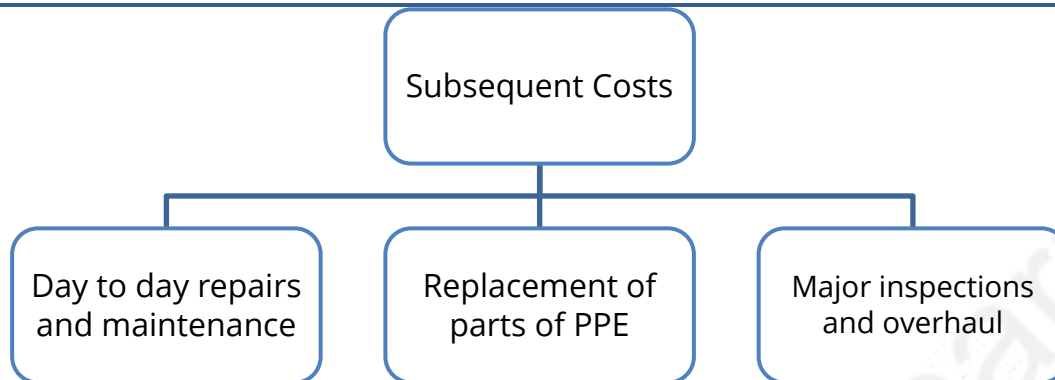 Subsequent Costs
Day to day repairs
and maintenance
Replacement of
parts of PPE
Major inspections
and overhaul